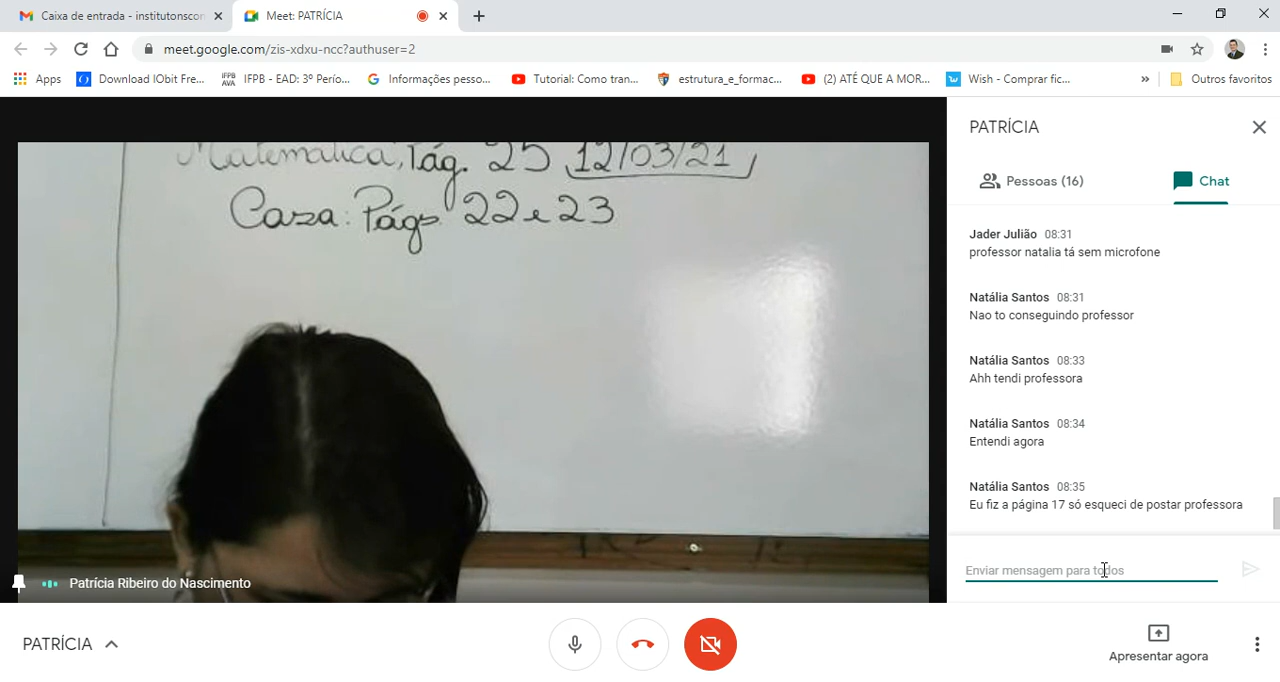 Caixa de entrada - institutonscor
Meet: PATRÍCIA
meet.google.com/zis-xdxu-ncc?authuser=2
Apps
Download IObit Fre...
IFPB AVA
IFPB - EAD: 3º Perío...
Informações pesso...
Tutorial: Como tran...
estrutura_e_formac...
(2) ATÉ QUE A MOR...
Wish - Comprar fic...
»
Outros favoritos
Matemática, Pág. 25 12/03/21
Casa: Págs 22 e 23
Patrícia Ribeiro do Nascimento
PATRÍCIA
Pessoas (16)
Chat
Jader Julião 08:31
professor natalia tá sem microfone
Natália Santos 08:31
Nao to conseguindo professor
Natália Santos 08:33
Ahh tendi professora
Natália Santos 08:34
Entendi agora
Natália Santos 08:35
Eu fiz a página 17 só esqueci de postar professora
Enviar mensagem para todos
PATRÍCIA
Apresentar agora